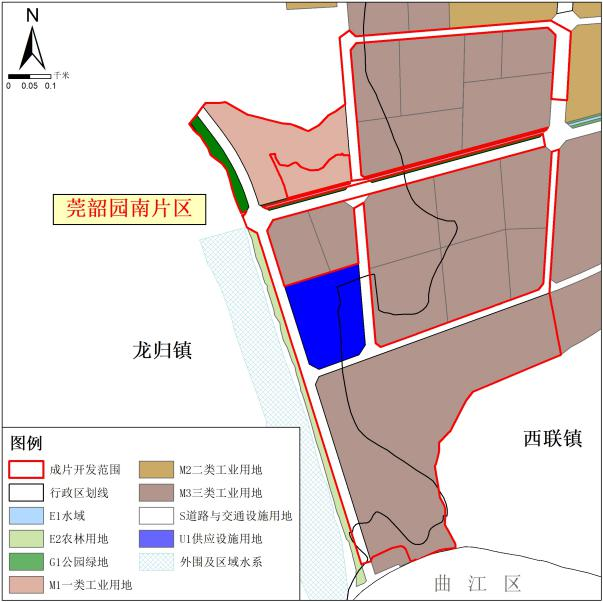 N
千米
0 0.05 0.1
莞韶园南片区
龙归镇
西联镇
曲江区
图例
成片开发范围
行政区划线
E1水域
E2农林用地
G1公园绿地
M1一类工业用地
M2二类工业用地
M3三类工业用地
S道路与交通设施用地
U1供应设施用地
外围及区域水系